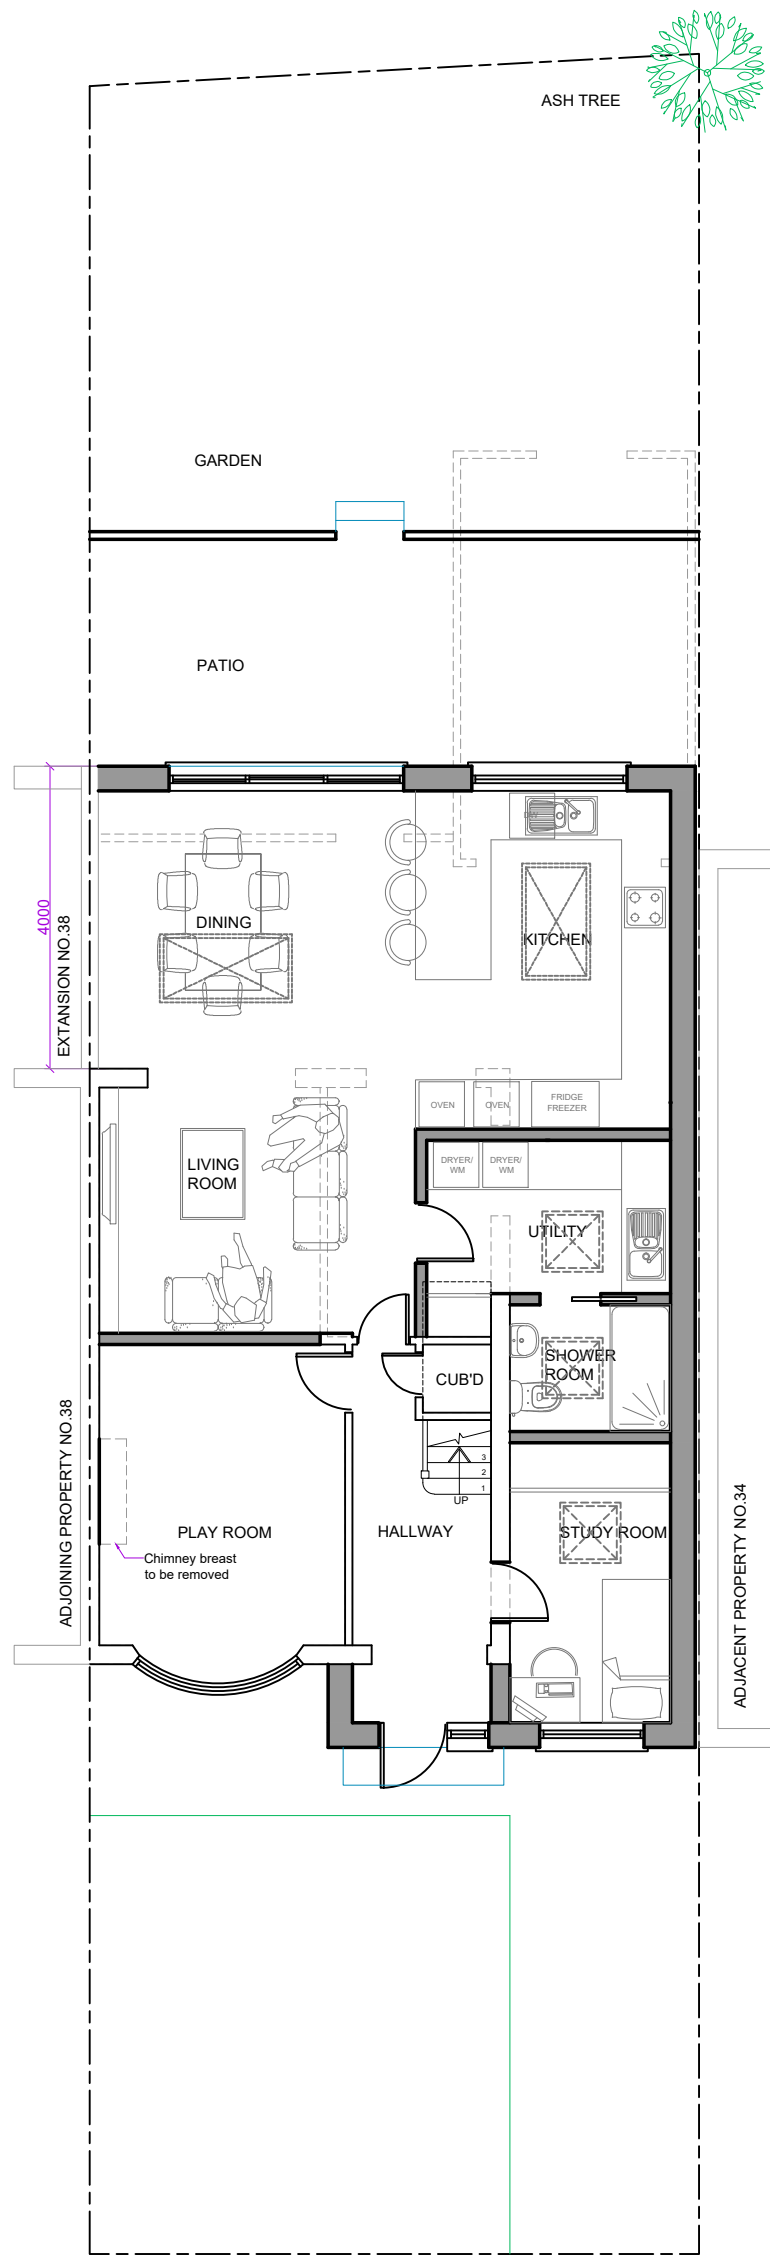 ASH TREE
GARDEN
PATIO
4000
EXTANSION NO.38
DW
DINING
KITCHEN
OVEN
OVEN
FRIDGE
FREEZER
LIVING
ROOM
DRYER/
WM
DRYER/
WM
UTILITY
SHOWER
ROOM
CUB'D
3
2
1
UP
ADJOINING PROPERTY NO.38
PLAY ROOM
HALLWAY
STUDY ROOM
Chimney breast
to be removed
ADJACENT PROPERTY NO.34